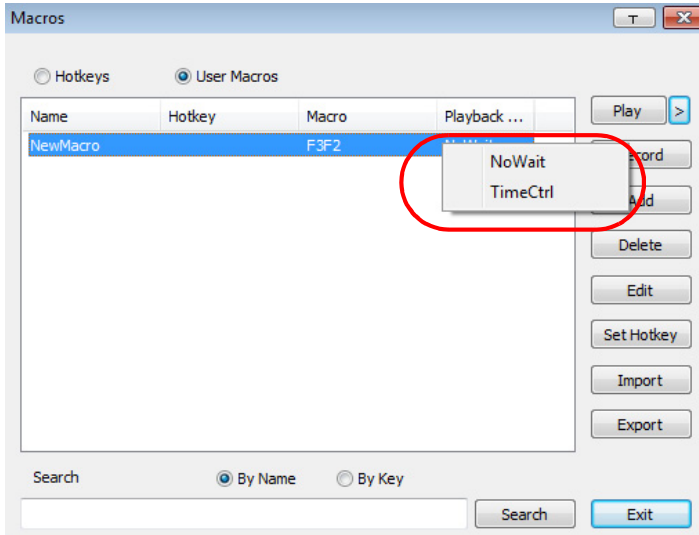 Macros
Hotkeys User Macros
Name Hotkey Macro Playback ... Play >
NewMacro F3F2
NoWait
TimeCtrl
Add
Delete
Edit
Set Hotkey
Import
Export
Search By Name By Key
Search Exit